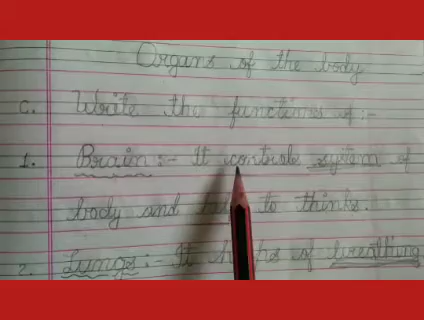 Organs of the body
C. Write the functions of :-
1. Brain :- It controls system of
body and to thinks.
2. Lungs :- It of breathing